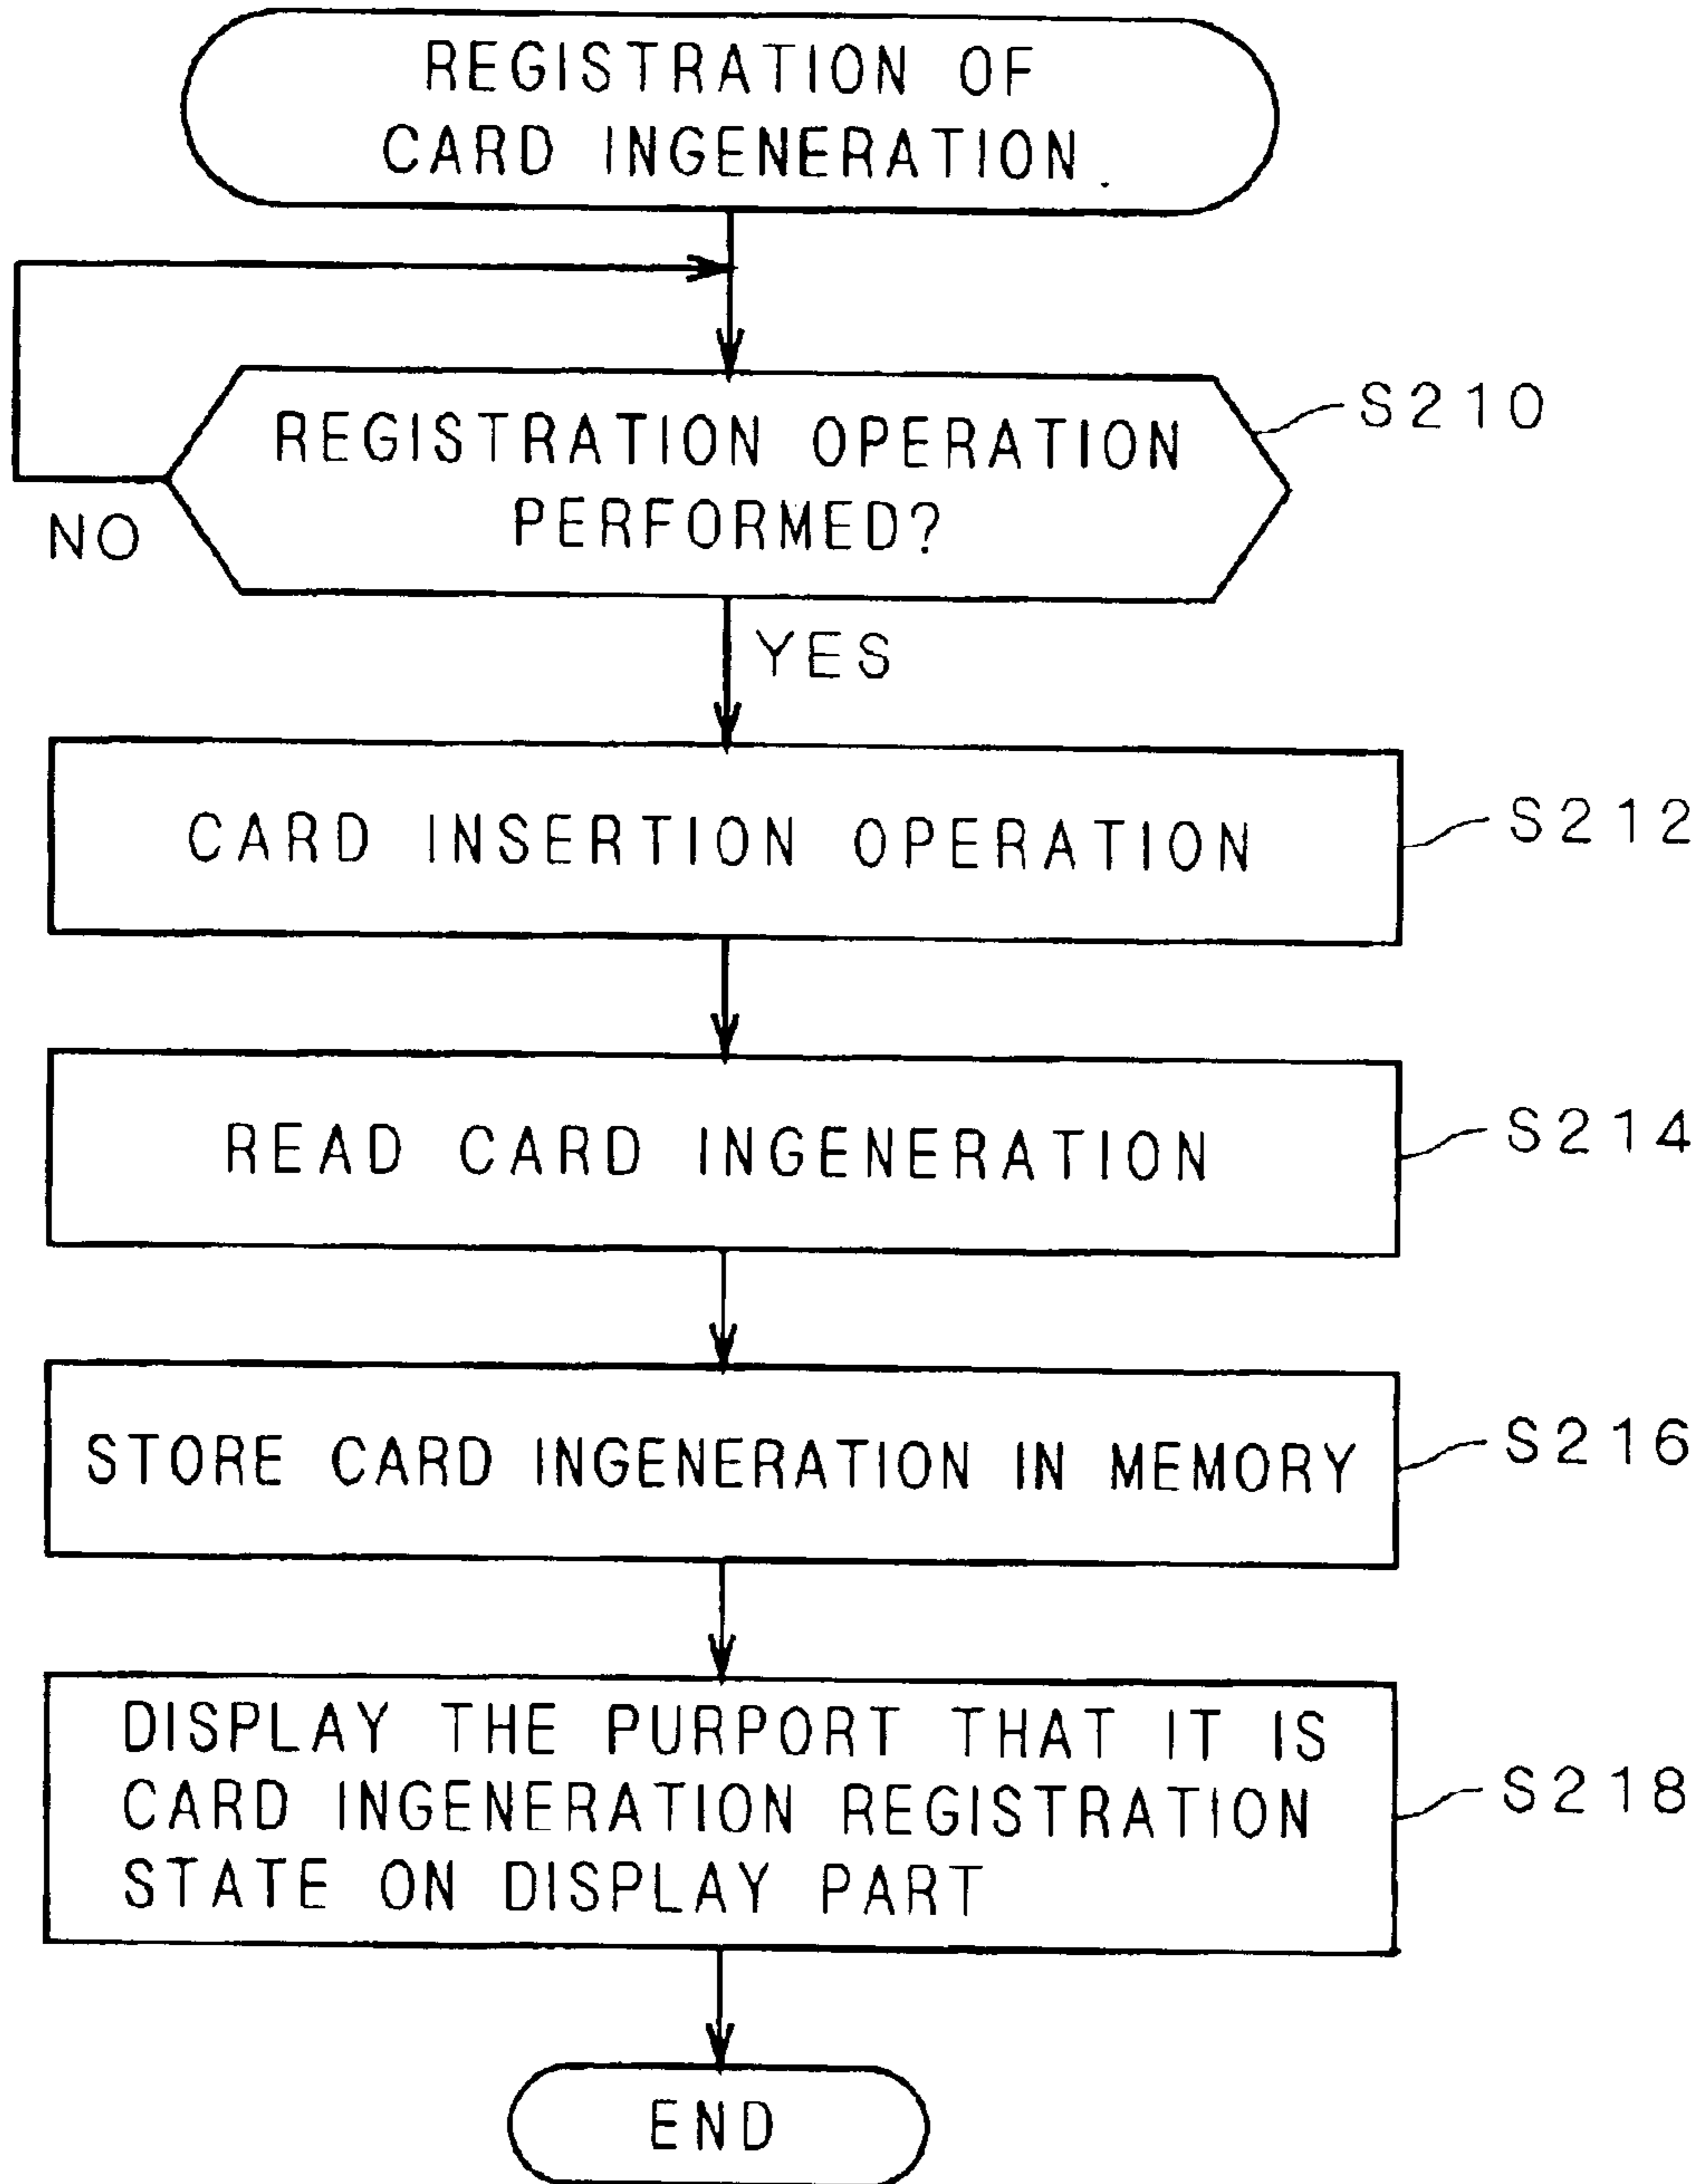 REGISTRATION OF
CARD INGENERATION.
REGISTRATION OPERATION
PERFORMED?
S210
NO
YES
CARD INSERTION OPERATION
S212
READ CARD INGENERATION
S214
STORE CARD INGENERATION IN MEMORY
S216
DISPLAY THE PURPORT THAT IT IS
CARD INGENERATION REGISTRATION
STATE ON DISPLAY PART
S218
END